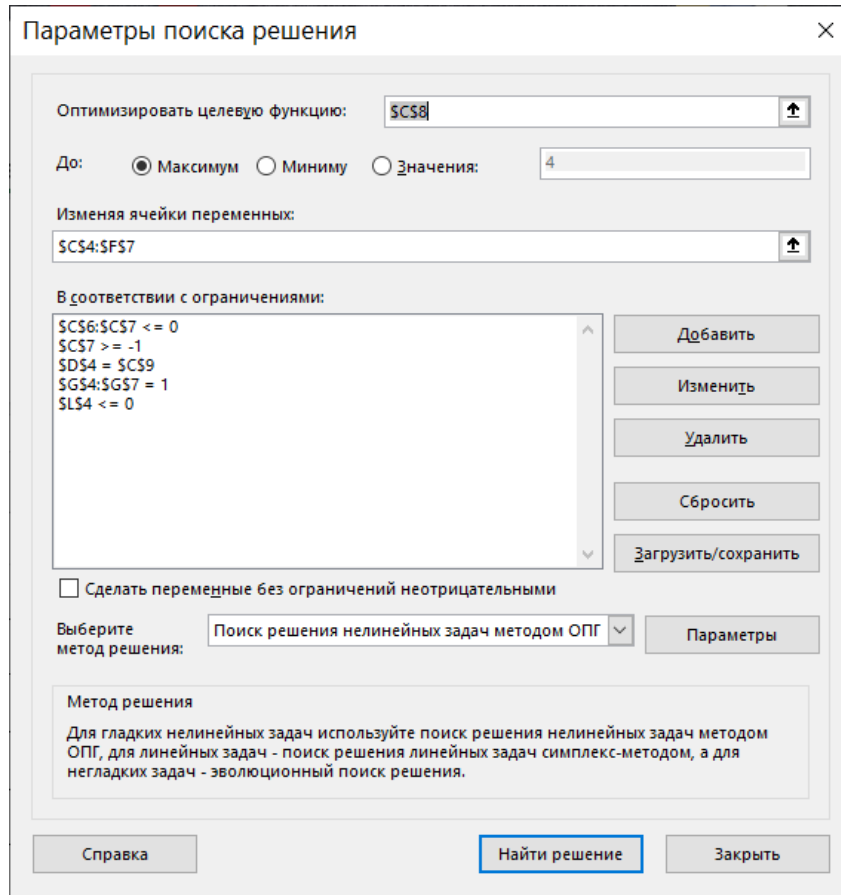 Параметры поиска решения
Оптимизировать целевую функцию: $C$8
До: Максимум Миниму Значения: 4
Изменяя ячейки переменных:
$C$4:$F$7
В соответствии с ограничениями:
$C$6:$C$7 <= 0
$C$7 >= -1
$D$4 = $C$9
$G$4:$G$7 = 1
$L$4 <= 0
Добавить
Изменить
Удалить
Сбросить
Загрузить/сохранить
Сделать переменные без ограничений неотрицательными
Выберите
метод решения:
Поиск решения нелинейных задач методом ОПГ
Параметры
Метод решения
Для гладких нелинейных задач используйте поиск решения нелинейных задач методом
ОПГ, для линейных задач - поиск решения линейных задач симплекс-методом, а для
негладких задач - эволюционный поиск решения.
Справка Найти решение Закрыть